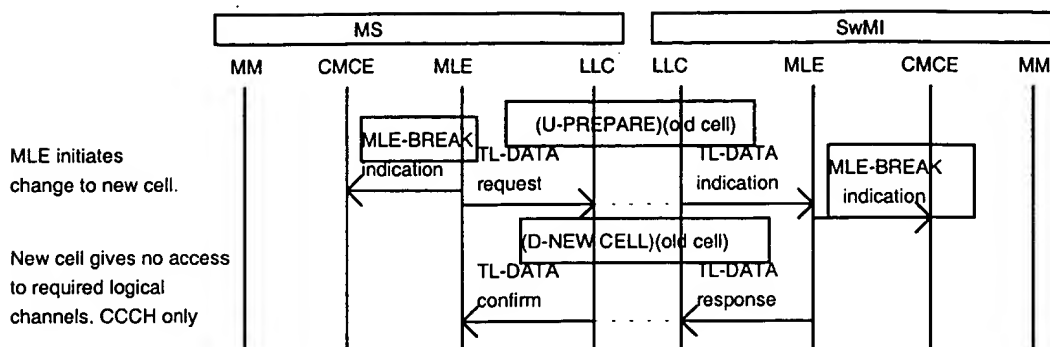 MS
SwMI
MM CMCE MLE LLC LLC MLE CMCE MM
(U-PREPARE)(old cell)
MLE initiates
change to new cell.
MLE-BREAK
indication
TL-DATA
request
TL-DATA
indication
MLE-BREAK
indication
(D-NEW CELL)(old cell)
New cell gives no access
to required logical
channels. CCCH only
TL-DATA
confirm
TL-DATA
response